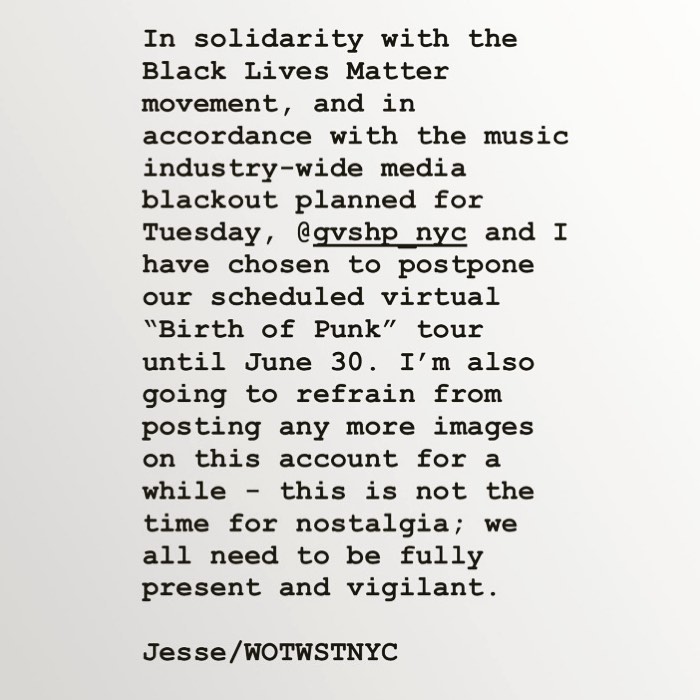 In solidarity with the
Black Lives Matter
movement, and in
accordance with the music
industry-wide media
blackout planned for
Tuesday, @gvshp_nyc and I
have chosen to postpone
our scheduled virtual
“Birth of Punk” tour
until June 30. I’m also
going to refrain from
posting any more images
on this account for a
while - this is not the
time for nostalgia; we
all need to be fully
present and vigilant.

Jesse/WOTWSTNYC